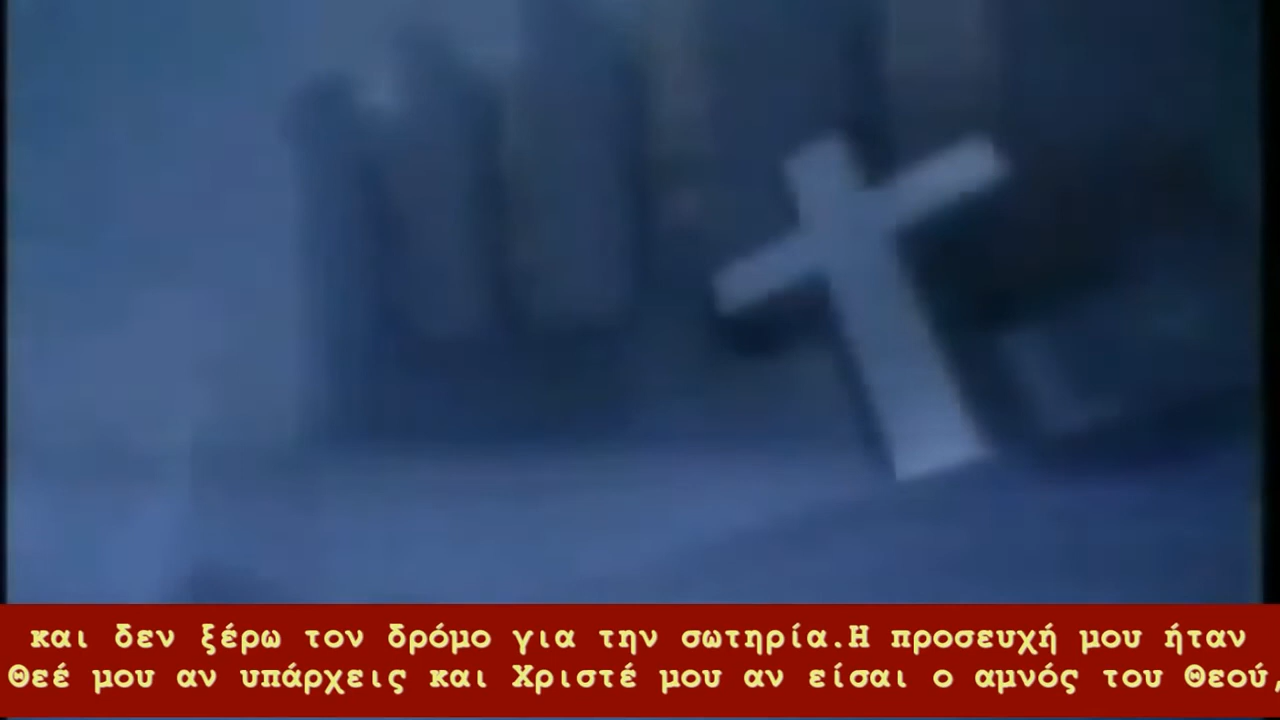 και δεν ξέρω τον δρόμο για την σωτηρία.Η προσευχή μου ήταν
Θεέ μου αν υπάρχεις και Χριστέ μου αν είσαι ο αμνός του Θεού,